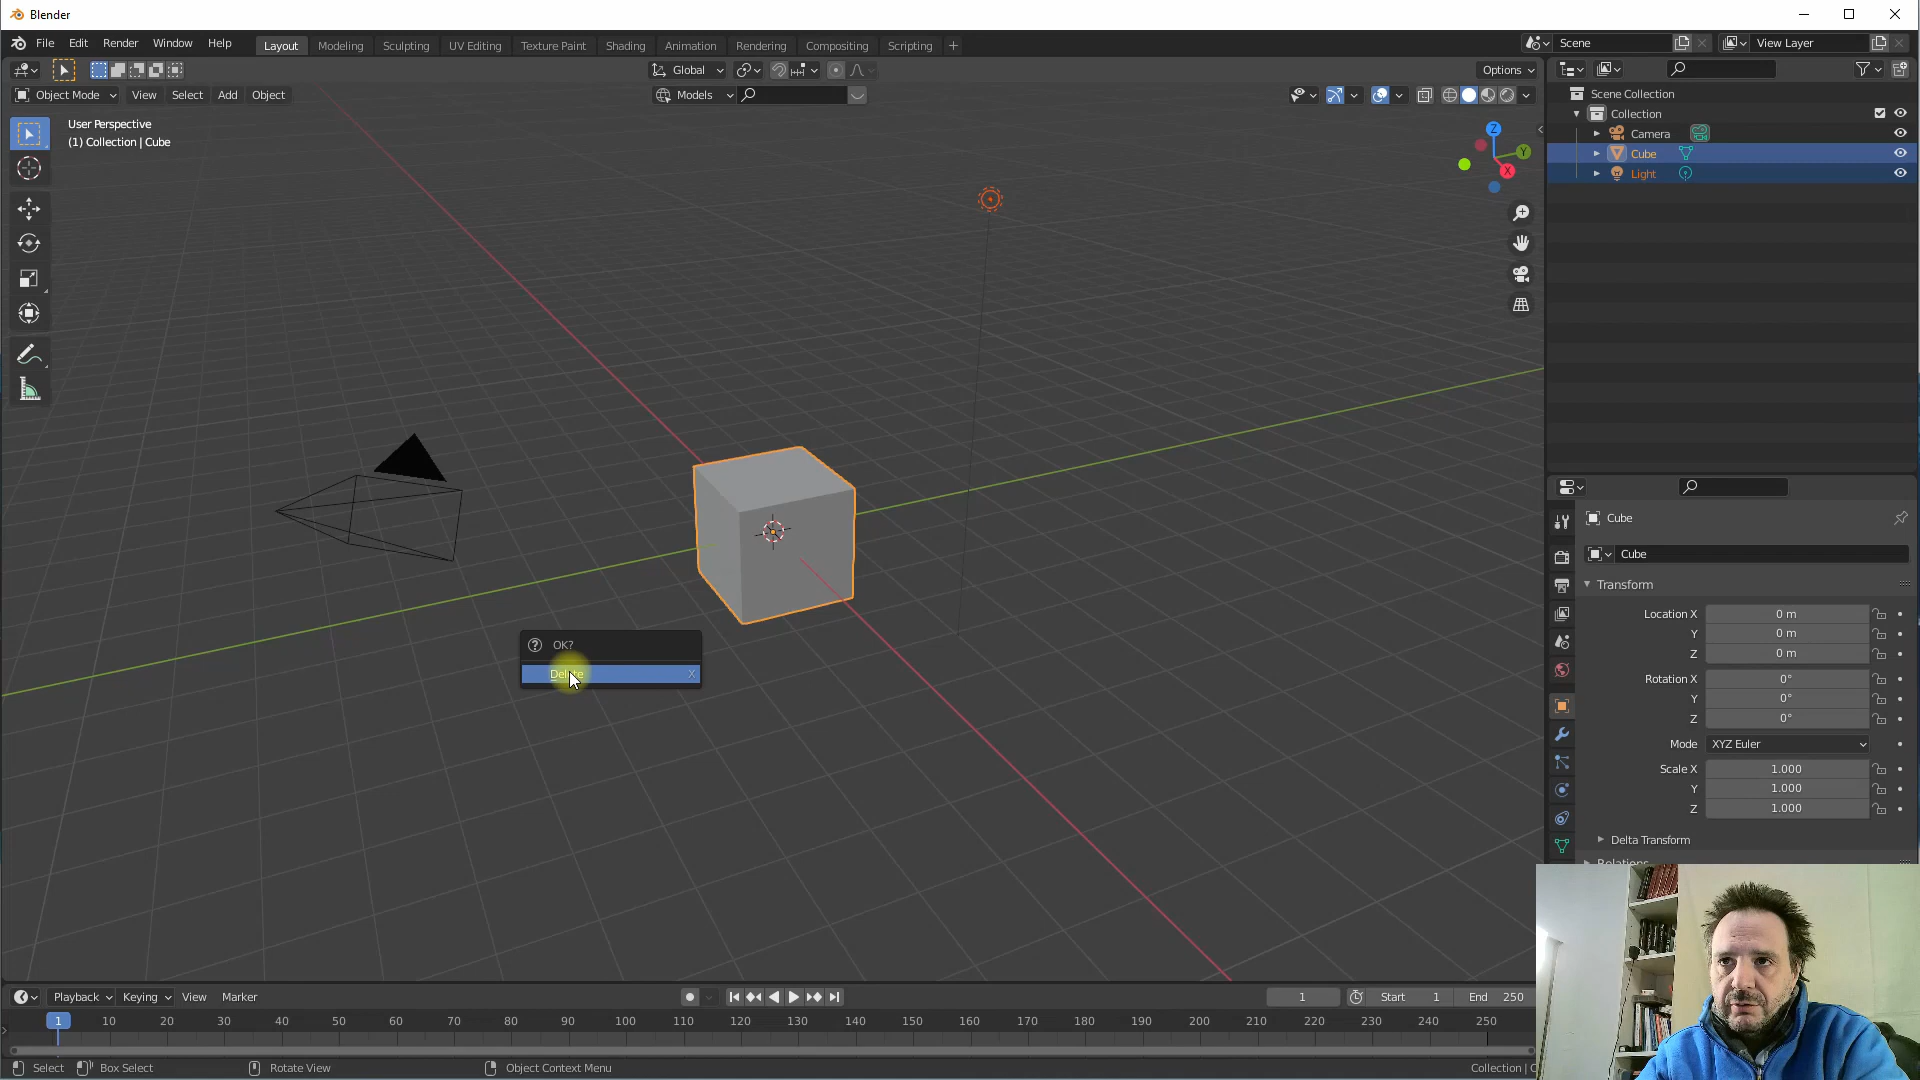 Blender
File Edit Render Window Help
Layout Modeling Sculpting UV Editing Texture Paint Shading Animation Rendering Compositing Scripting +
Scene
View Layer
Global
Options
Object Mode View Select Add Object
Models
User Perspective
(1) Collection | Cube
Z
Y
X
Scene Collection
Collection
Camera
Cube
Light
OK?
Delete X
Cube
Cube
Transform
Location X 0 m
Y 0 m
Z 0 m
Rotation X 0°
Y 0°
Z 0°
Mode XYZ Euler
Scale X 1.000
Y 1.000
Z 1.000
Delta Transform
Relations
Playback Keying View Marker
1
Start 1
End 250
1 10 20 30 40 50 60 70 80 90 100 110 120 130 140 150 160 170 180 190 200 210 220 230 240 250
Select Box Select Rotate View Object Context Menu
Collection | C